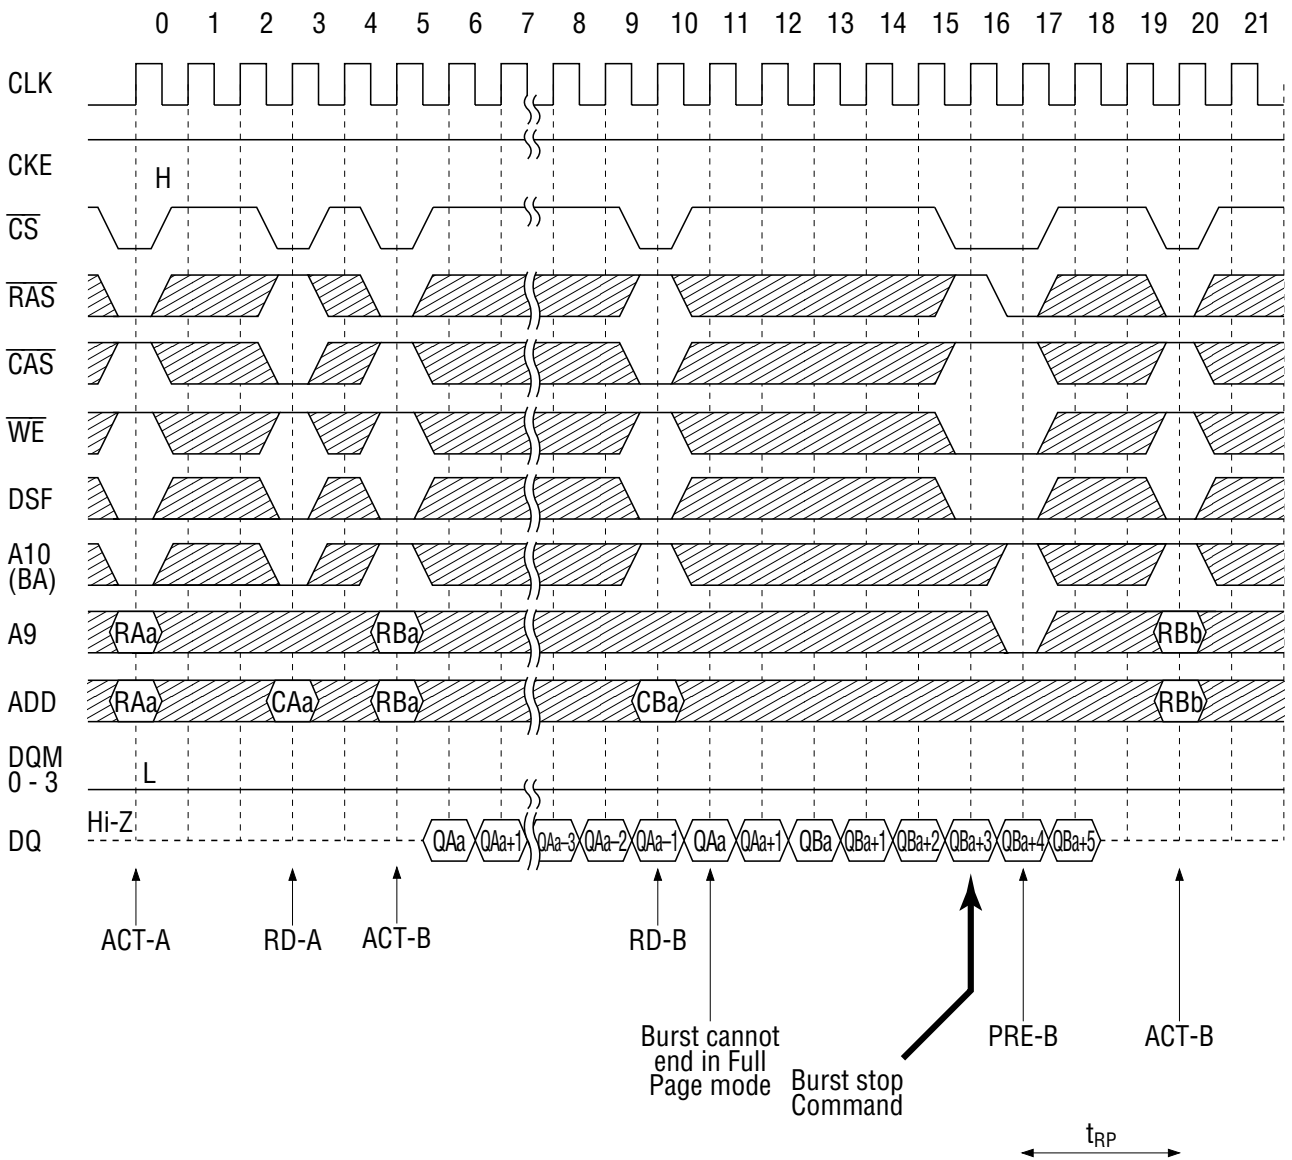 0 1 2 3 4 5 6 7 8 9 10 11 12 13 14 15 16 17 18 19 20 21
CLK
CKE
H
CS
RAS
CAS
WE
DSF
A10
(BA)
A9 RAa RBa RBb
ADD RAa CAa RBa CBa RBb
DQM
0 - 3
L
Hi-Z
DQ QAa QAa+1 QAa–3 QAa–2 QAa–1 QAa QAa+1 QBa QBa+1 QBa+2 QBa+3 QBa+4 QBa+5
ACT-A RD-A ACT-B RD-B
Burst cannot
end in Full
Page mode
Burst stop
Command
PRE-B ACT-B
tRP